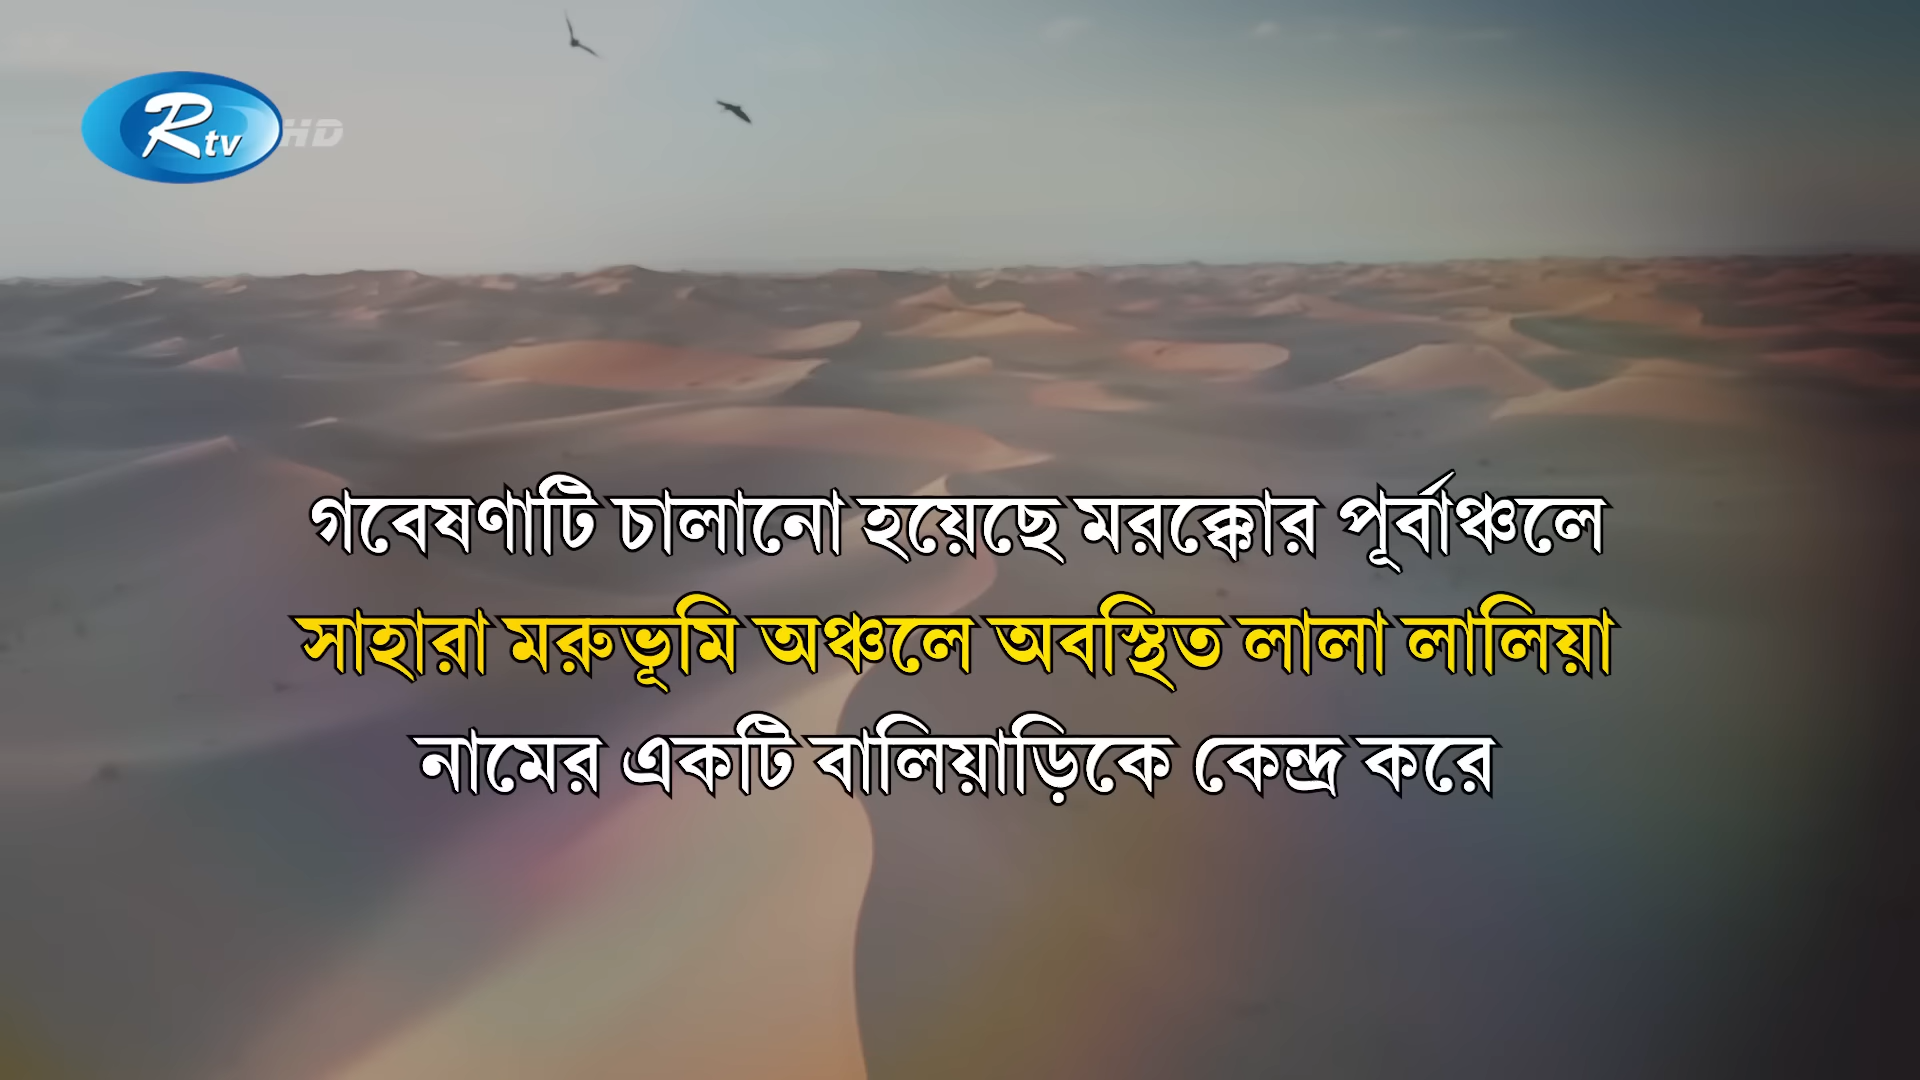 Rtv HD
গবেষণাটি চালানো হয়েছে মরক্কোর পূর্বাঞ্চলে
সাহারা মরুভূমি অঞ্চলে অবস্থিত লালা লালিয়া
নামের একটি বালিয়াড়িকে কেন্দ্র করে